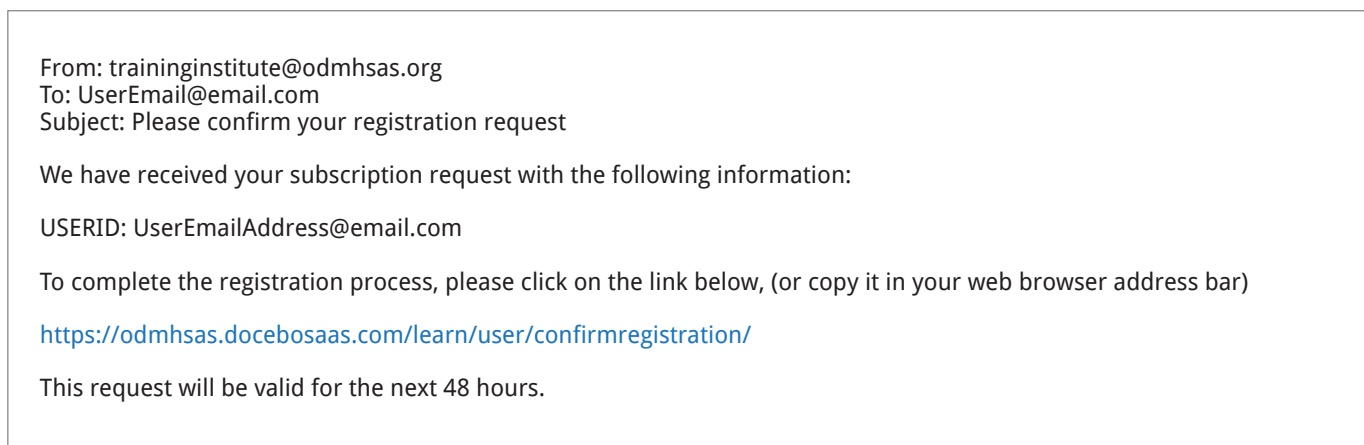 From: traininginstitute@odmhsas.org
To: UserEmail@email.com
Subject: Please confirm your registration request
We have received your subscription request with the following information:
USERID: UserEmailAddress@email.com
To complete the registration process, please click on the link below, (or copy it in your web browser address bar)
https://odmhsas.docebosaas.com/learn/user/confirmregistration/
This request will be valid for the next 48 hours.